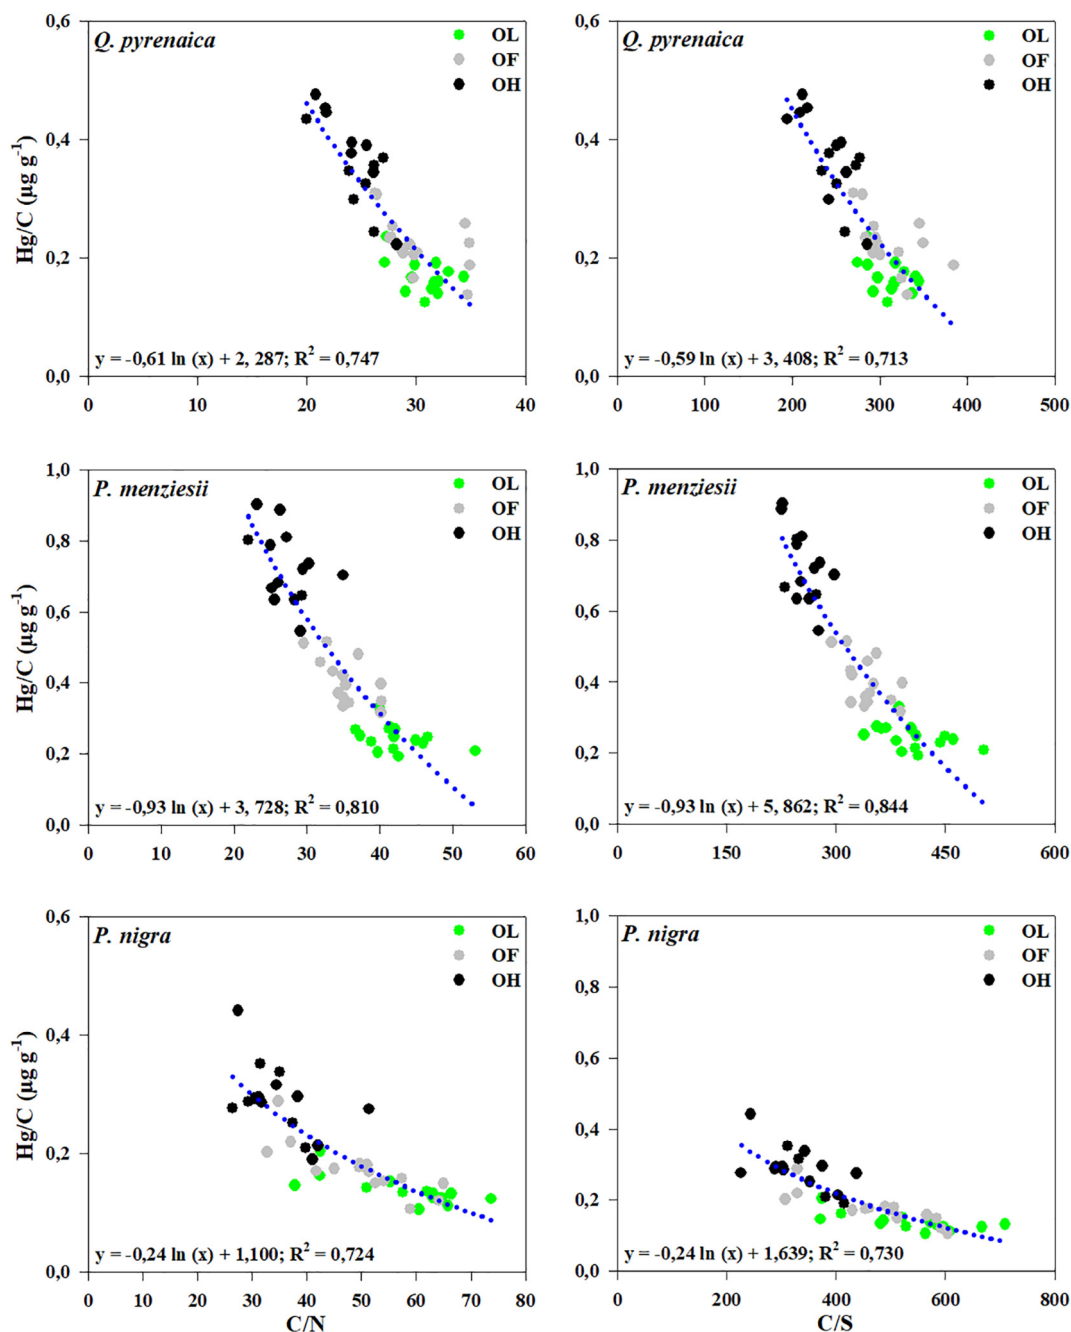 0,6
Q. pyrenaica
OL
OF
OH
0,4
0,2
0,0
Hg/C (µg g⁻¹)
y = -0,61 ln (x) + 2, 287; R² = 0,747
0 10 20 30 40
0,6
Q. pyrenaica
OL
OF
OH
0,4
0,2
0,0
y = -0,59 ln (x) + 3, 408; R² = 0,713
0 100 200 300 400 500
1,0
P. menziesii
OL
OF
OH
0,8
0,6
0,4
0,2
0,0
Hg/C (µg g⁻¹)
y = -0,93 ln (x) + 3, 728; R² = 0,810
0 10 20 30 40 50 60
1,0
P. menziesii
OL
OF
OH
0,8
0,6
0,4
0,2
0,0
y = -0,93 ln (x) + 5, 862; R² = 0,844
0 150 300 450 600
0,6
P. nigra
OL
OF
OH
0,4
0,2
0,0
Hg/C (µg g⁻¹)
y = -0,24 ln (x) + 1,100; R² = 0,724
0 10 20 30 40 50 60 70 80
C/N
1,0
P. nigra
OL
OF
OH
0,8
0,6
0,4
0,2
0,0
y = -0,24 ln (x) + 1,639; R² = 0,730
0 200 400 600 800
C/S